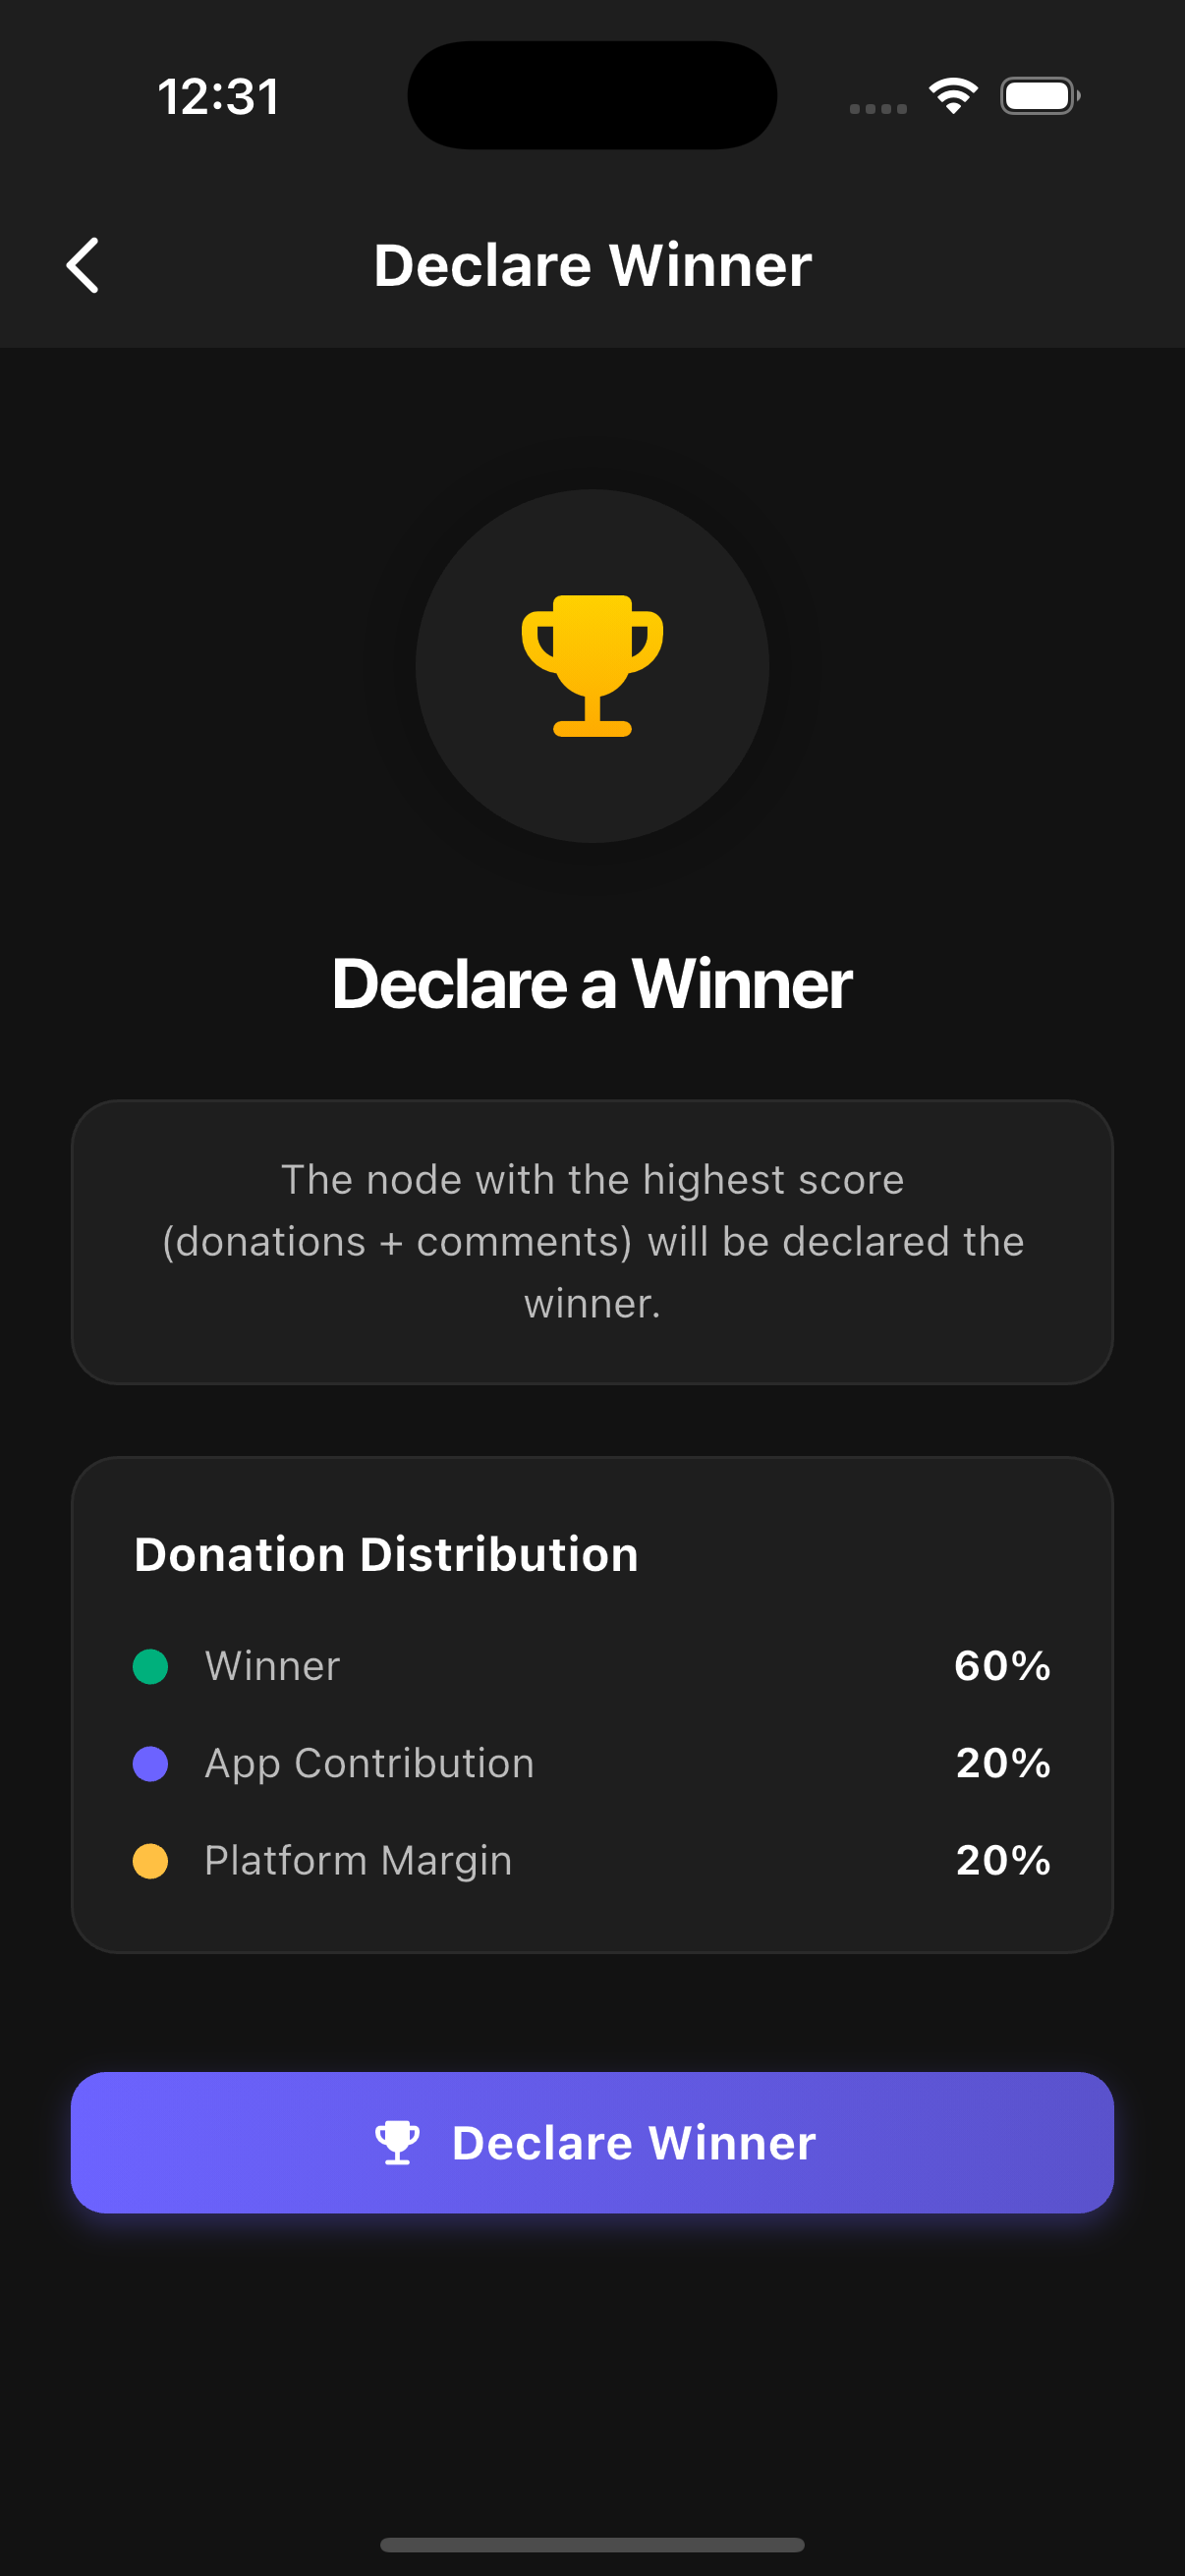 12:31
Declare Winner
Declare a Winner
The node with the highest score
(donations + comments) will be declared the
winner.
Donation Distribution
Winner 60%
App Contribution 20%
Platform Margin 20%
Declare Winner